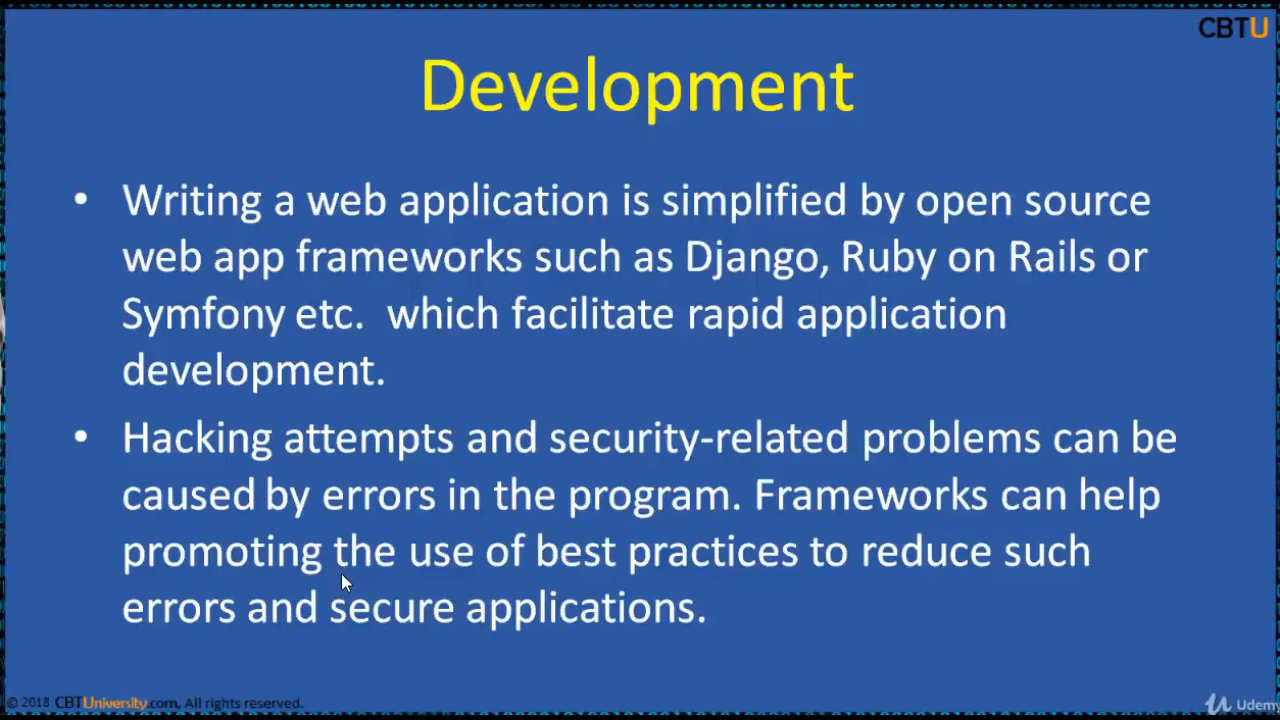 CBTU
Development
• Writing a web application is simplified by open source
web app frameworks such as Django, Ruby on Rails or
Symfony etc.  which facilitate rapid application
development.
• Hacking attempts and security-related problems can be
caused by errors in the program. Frameworks can help
promoting the use of best practices to reduce such
errors and secure applications.
© 2018 CBTUniversity.com, All rights reserved.
Udemy